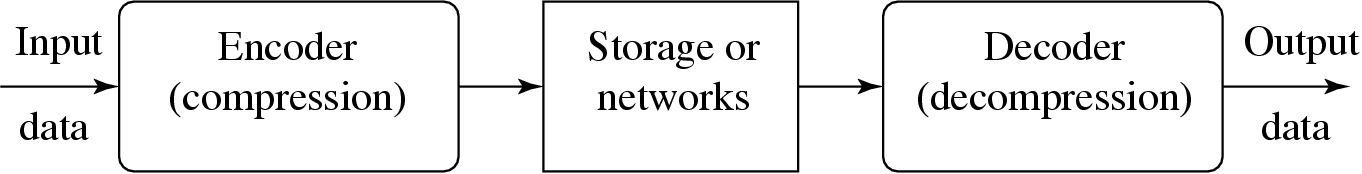 Input
data
Encoder
(compression)
Storage or
networks
Decoder
(decompression)
Output
data